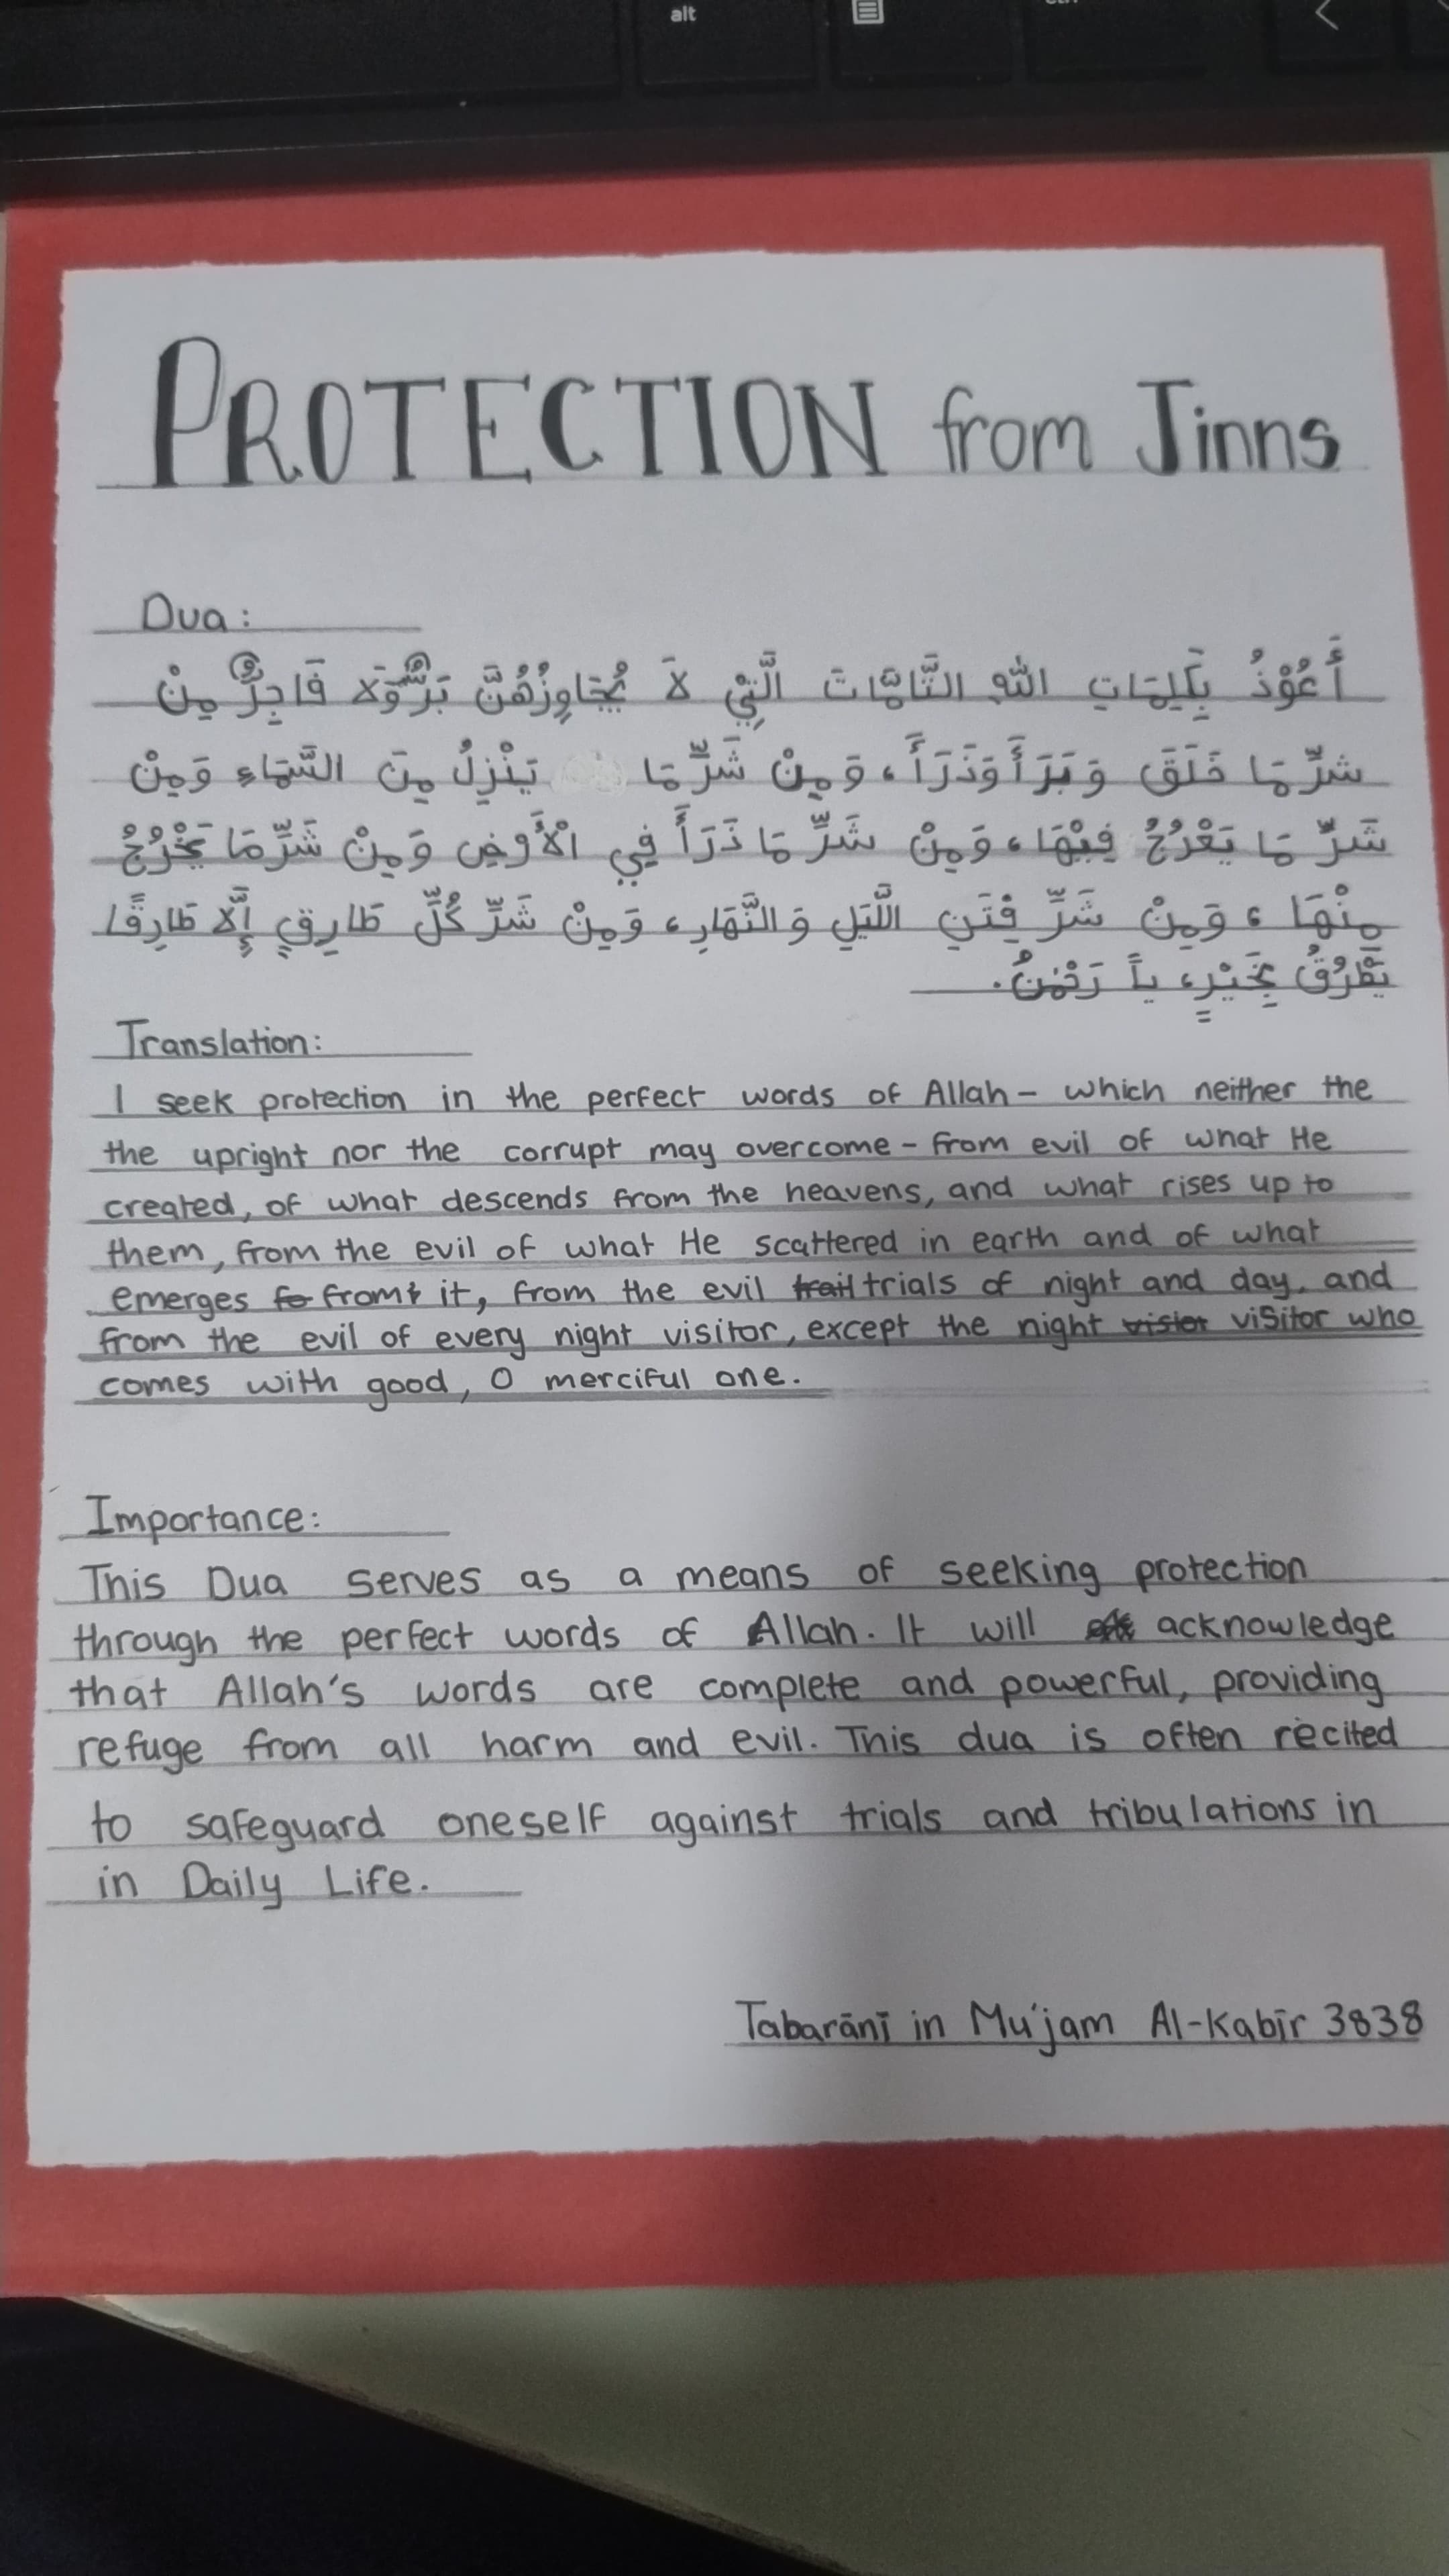 alt
PROTECTION from Jinns
Dua:
أَعُوْذُ بِكَلِمَاتِ اللهِ التَّامَّاتِ الَّتِيْ لَا يُجَاوِزُهُنَّ بَرٌّ وَلَا فَاجِرٌ مِنْ
شَرِّ مَا خَلَقَ وَبَرَأَ وَذَرَأَ، وَمِنْ شَرِّ مَا يَنْزِلُ مِنَ السَّمَاءِ وَمِنْ
شَرِّ مَا يَعْرُجُ فِيْهَا، وَمِنْ شَرِّ مَا ذَرَأَ فِي الْأَرْضِ وَمِنْ شَرِّ مَا يَخْرُجُ
مِنْهَا، وَمِنْ شَرِّ فِتَنِ اللَّيْلِ وَالنَّهَارِ، وَمِنْ شَرِّ كُلِّ طَارِقٍ إِلَّا طَارِقًا
يَطْرُقُ بِخَيْرٍ، يَا رَحْمٰنُ.
Translation:
I seek protection in the perfect words of Allah - which neither the
the upright nor the corrupt may overcome - from evil of what He
created, of what descends from the heavens, and what rises up to
them, from the evil of what He scattered in earth and of what
emerges fo from it, from the evil trail trials of night and day, and
from the evil of every night visitor, except the night vister visitor who
comes with good, O merciful one.
Importance:
This Dua serves as a means of seeking protection
through the perfect words of Allah. It will acknowledge
that Allah's words are complete and powerful, providing
refuge from all harm and evil. This dua is often recited
to safeguard oneself against trials and tribulations in
in Daily Life.
Tabarānī in Mu'jam Al-Kabīr 3838